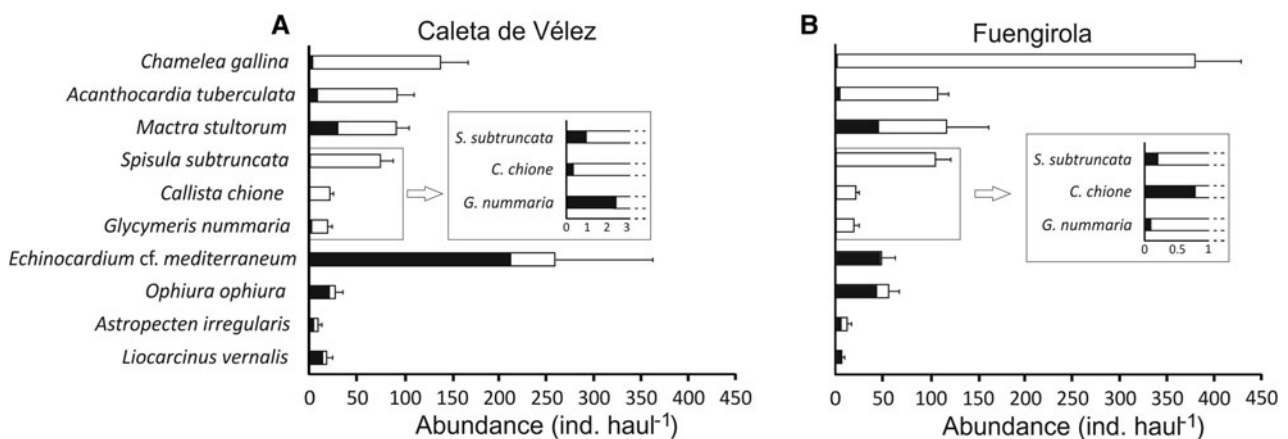 A Caleta de Vélez
B Fuengirola
Chamelea gallina
Acanthocardia tuberculata
Mactra stultorum
Spisula subtruncata
Callista chione
Glycymeris nummaria
Echinocardium cf. mediterraneum
Ophiura ophiura
Astropecten irregularis
Liocarcinus vernalis
S. subtruncata
C. chione
G. nummaria
0 1 2 3
S. subtruncata
C. chione
G. nummaria
0 0.5 1
0 50 100 150 200 250 300 350 400 450
Abundance (ind. haul-1)
0 50 100 150 200 250 300 350 400 450
Abundance (ind. haul-1)